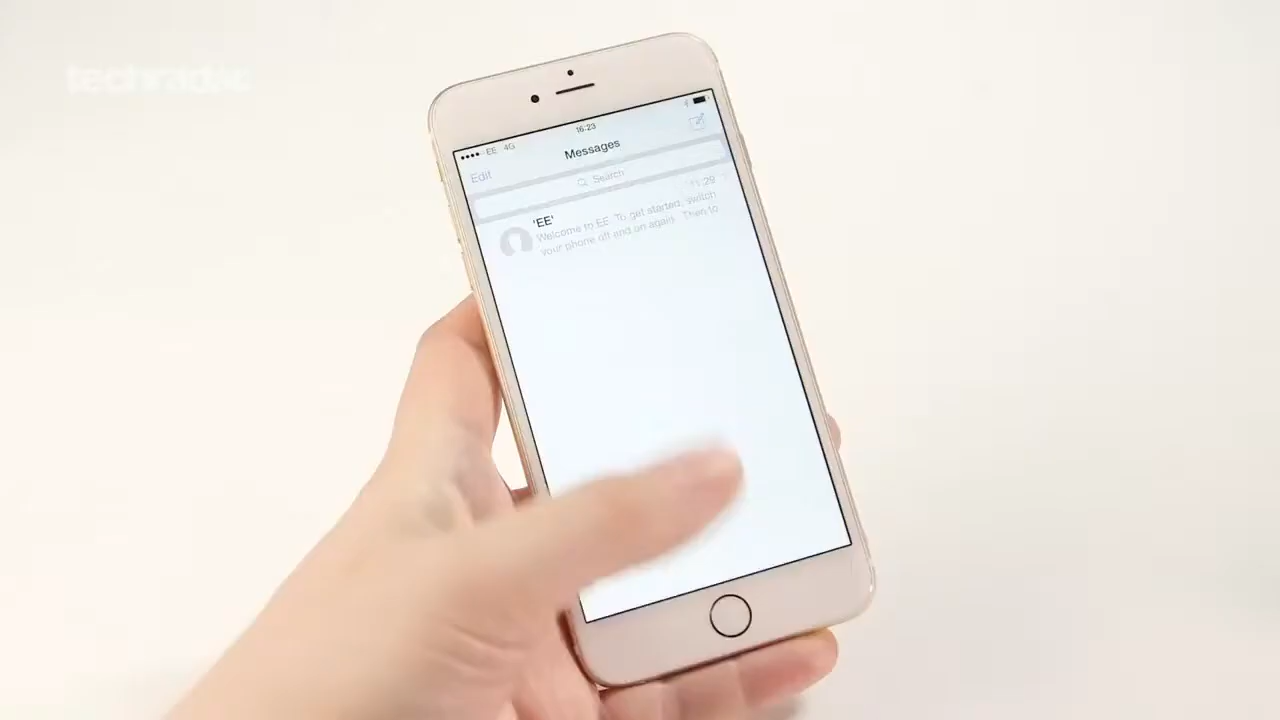 techradar.
16:23
EE 4G
Messages
Edit
Search
'EE'
11:29
Welcome to EE. To get started, switch
your phone off and on again. Then to